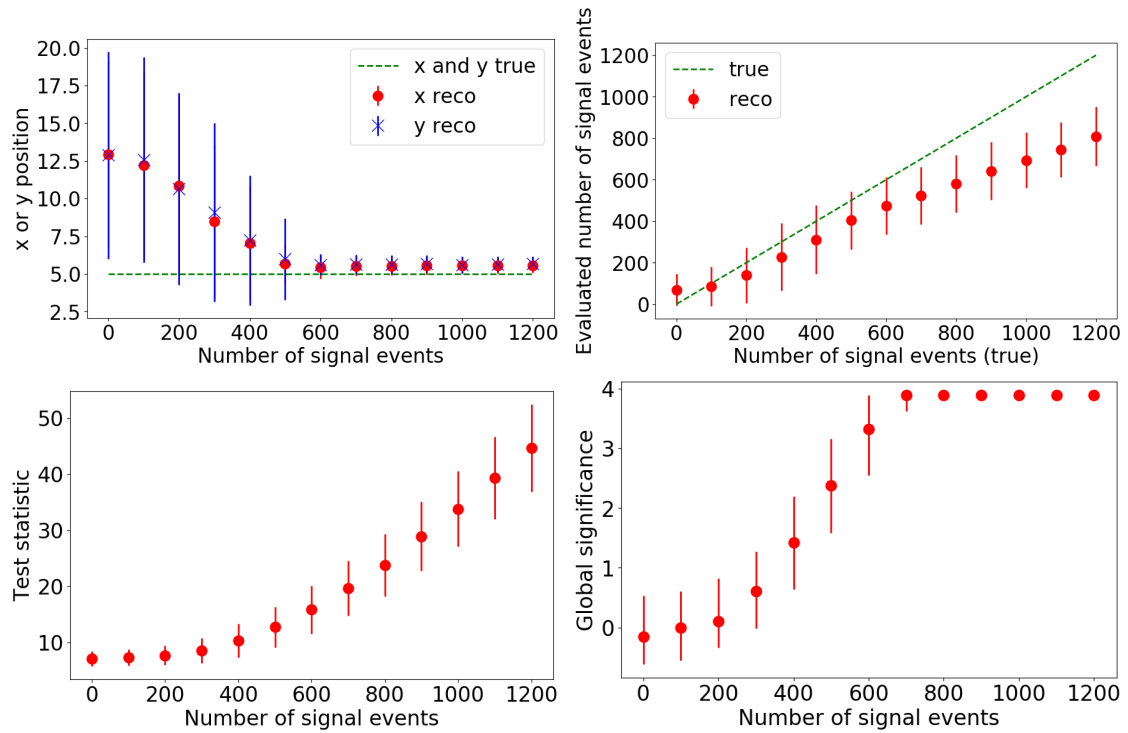 x or y position
20.0
17.5
15.0
12.5
10.0
7.5
5.0
2.5
x and y true
x reco
y reco
0 200 400 600 800 1000 1200
Number of signal events
Evaluated number of signal events
1200
1000
800
600
400
200
0
true
reco
0 200 400 600 800 1000 1200
Number of signal events (true)
Test statistic
50
40
30
20
10
0 200 400 600 800 1000 1200
Number of signal events
Global significance
4
3
2
1
0
0 200 400 600 800 1000 1200
Number of signal events